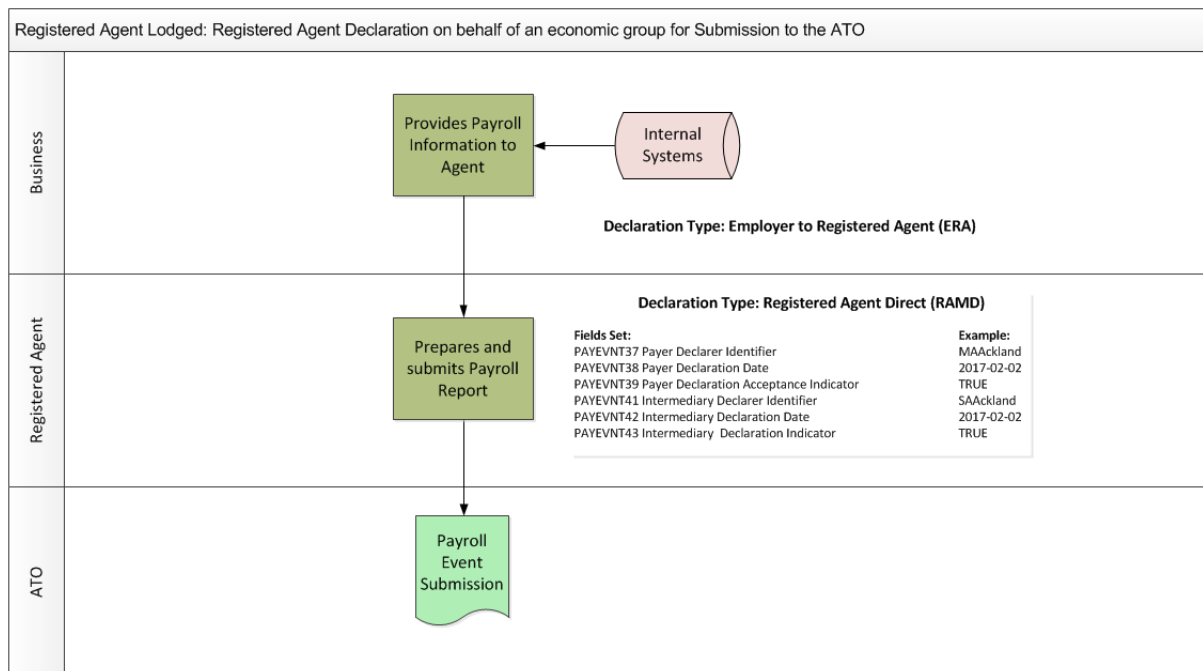 Registered Agent Lodged: Registered Agent Declaration on behalf of an economic group for Submission to the ATO
Business
Provides Payroll
Information to
Agent
Internal
Systems
Declaration Type: Employer to Registered Agent (ERA)
Registered Agent
Prepares and
submits Payroll
Report
Declaration Type: Registered Agent Direct (RAMD)
Fields Set: Example:
PAYEVNT37 Payer Declarer Identifier MAAckland
PAYEVNT38 Payer Declaration Date 2017-02-02
PAYEVNT39 Payer Declaration Acceptance Indicator TRUE
PAYEVNT41 Intermediary Declarer Identifier SAAckland
PAYEVNT42 Intermediary Declaration Date 2017-02-02
PAYEVNT43 Intermediary Declaration Indicator TRUE
ATO
Payroll
Event
Submission